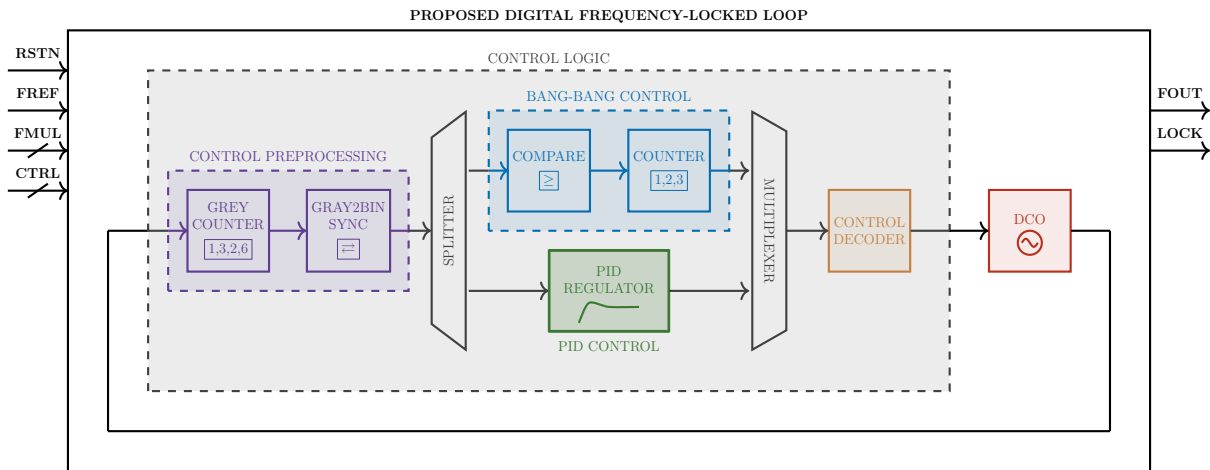 PROPOSED DIGITAL FREQUENCY-LOCKED LOOP
RSTN
FREF
FMUL
CTRL
FOUT
LOCK
CONTROL LOGIC
CONTROL PREPROCESSING
GREY
COUNTER
1,3,2,6
GRAY2BIN
SYNC
⇄
SPLITTER
BANG-BANG CONTROL
COMPARE
≥
COUNTER
1,2,3
PID
REGULATOR
PID CONTROL
MULTIPLEXER
CONTROL
DECODER
DCO